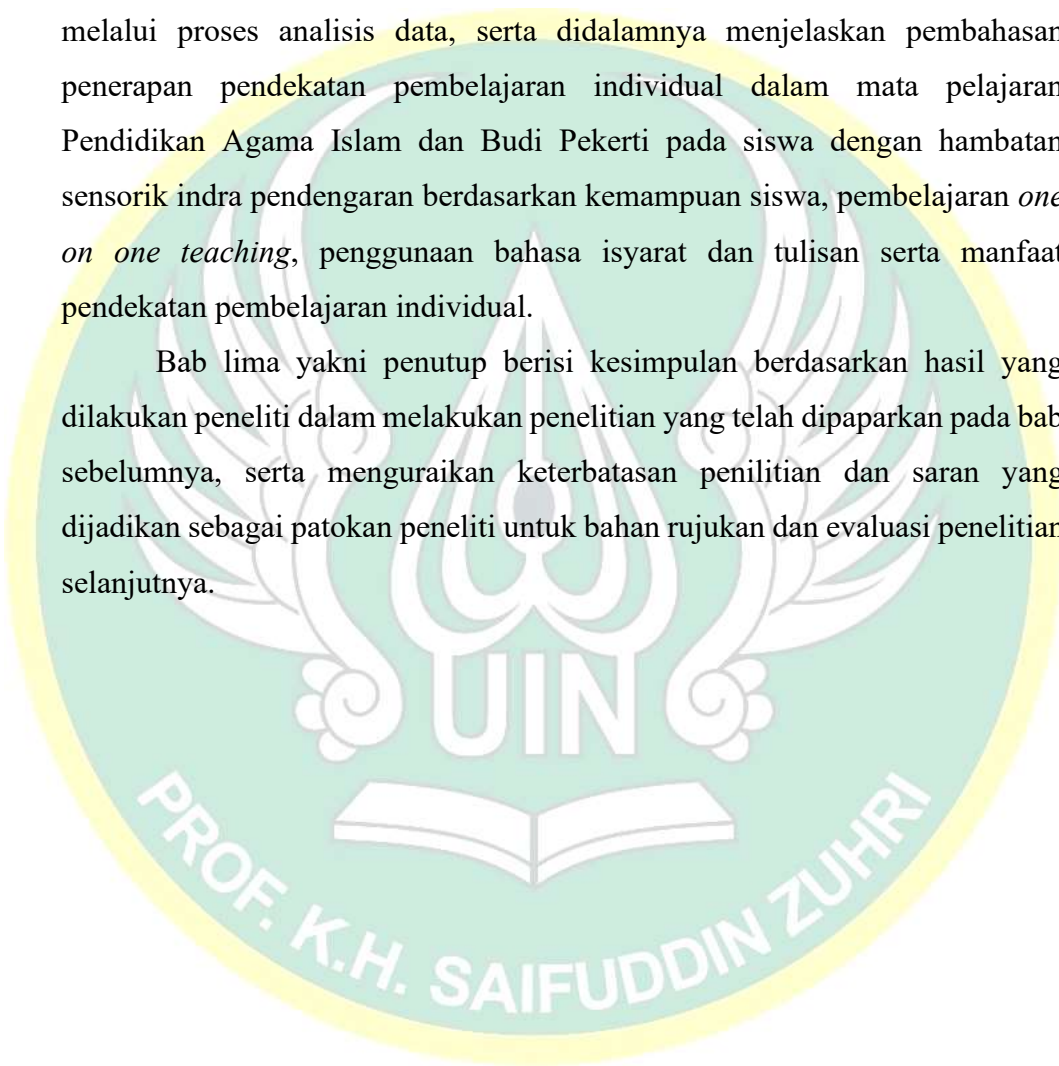 melalui proses analisis data, serta didalamnya menjelaskan pembahasan
penerapan pendekatan pembelajaran individual dalam mata pelajaran
Pendidikan Agama Islam dan Budi Pekerti pada siswa dengan hambatan
sensorik indra pendengaran berdasarkan kemampuan siswa, pembelajaran one
on one teaching, penggunaan bahasa isyarat dan tulisan serta manfaat
pendekatan pembelajaran individual.
Bab lima yakni penutup berisi kesimpulan berdasarkan hasil yang
dilakukan peneliti dalam melakukan penelitian yang telah dipaparkan pada bab
sebelumnya, serta menguraikan keterbatasan penilitian dan saran yang
dijadikan sebagai patokan peneliti untuk bahan rujukan dan evaluasi penelitian
selanjutnya.
UIN
PROF. K.H. SAIFUDDIN ZUHRI